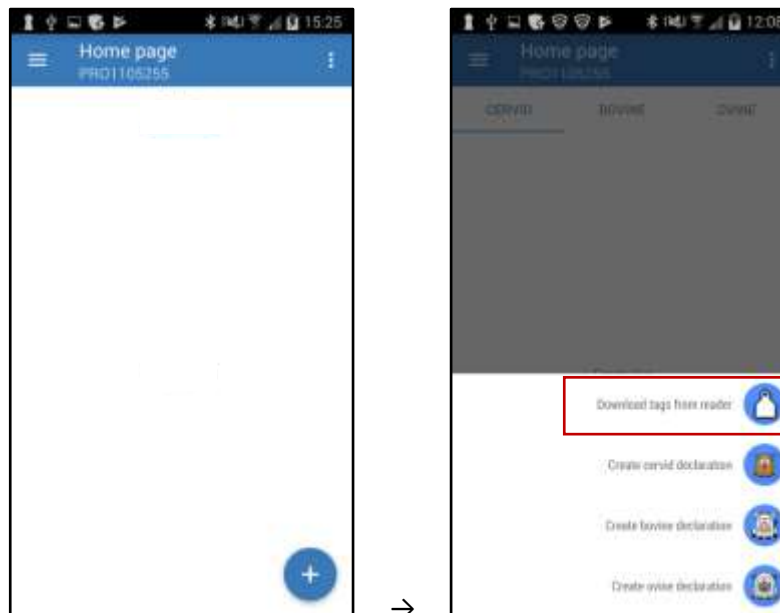 15:25
Home page
PRO1105255
→
12:08
Home page
PRO1105255
CERVID BOVINE OVINE
Download tags from reader
Create cervid declaration
Create bovine declaration
Create ovine declaration